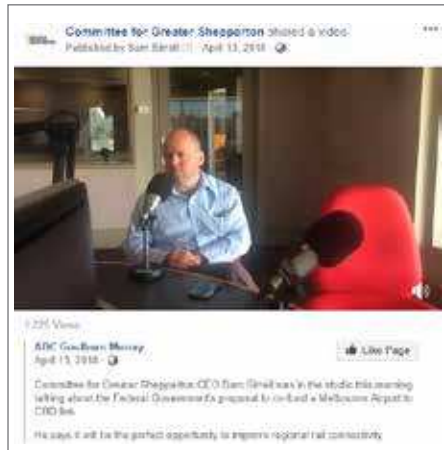 Committee for Greater Shepparton shared a video.
Published by Sam Birrell · April 13, 2018 ·
1,225 Views
ABC Goulburn Murray
April 13, 2018 ·
Like Page
Committee for Greater Shepparton CEO Sam Birrell was in the studio this morning
talking about the Federal Government's proposal to co-fund a Melbourne Airport to
CBD link.
He says it will be the perfect opportunity to improve regional rail connectivity.